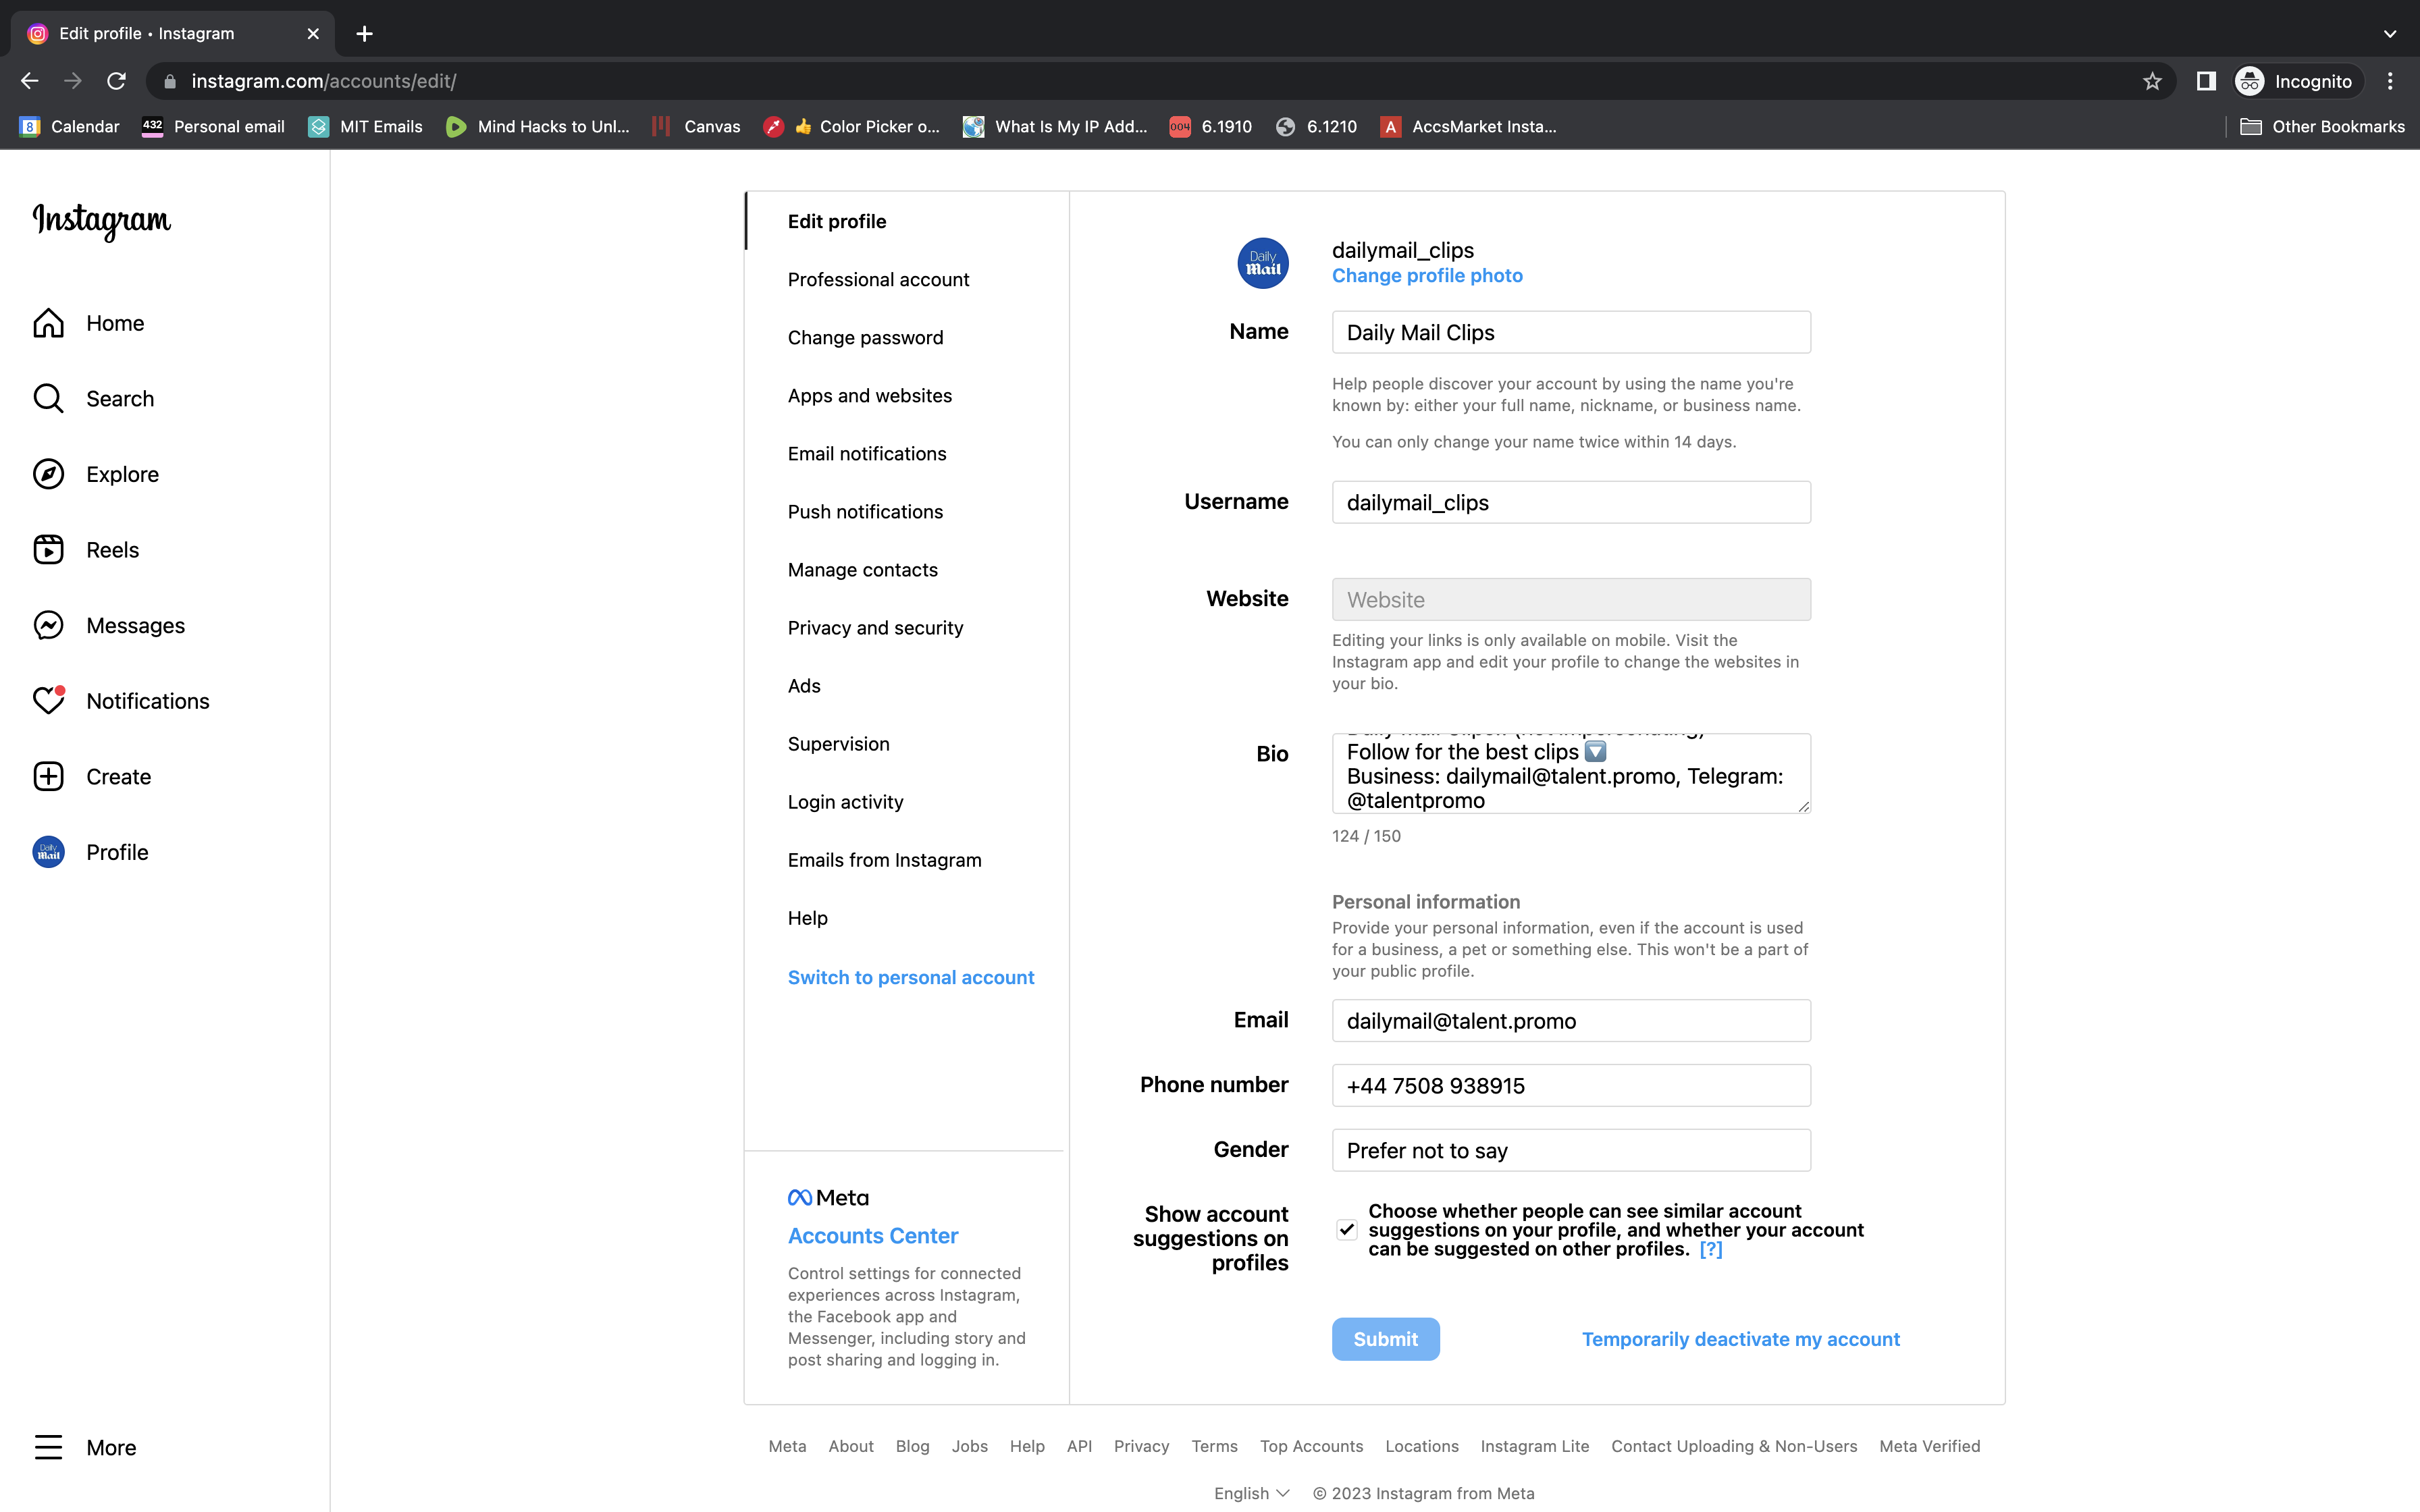 Edit profile • Instagram
instagram.com/accounts/edit/
Incognito
Calendar
432
Personal email
MIT Emails
Mind Hacks to Unl...
Canvas
Color Picker o...
What Is My IP Add...
004
6.1910
6.1210
A
AccsMarket Insta...
Other Bookmarks
Instagram
Home
Search
Explore
Reels
Messages
Notifications
Create
Profile
More
Edit profile
Professional account
Change password
Apps and websites
Email notifications
Push notifications
Manage contacts
Privacy and security
Ads
Supervision
Login activity
Emails from Instagram
Help
Switch to personal account
Meta
Accounts Center
Control settings for connected
experiences across Instagram,
the Facebook app and
Messenger, including story and
post sharing and logging in.
Daily Mail
dailymail_clips
Change profile photo
Name
Daily Mail Clips
Help people discover your account by using the name you're
known by: either your full name, nickname, or business name.
You can only change your name twice within 14 days.
Username
dailymail_clips
Website
Website
Editing your links is only available on mobile. Visit the
Instagram app and edit your profile to change the websites in
your bio.
Bio
Follow for the best clips 🔽
Business: dailymail@talent.promo, Telegram:
@talentpromo
124 / 150
Personal information
Provide your personal information, even if the account is used
for a business, a pet or something else. This won't be a part of
your public profile.
Email
dailymail@talent.promo
Phone number
+44 7508 938915
Gender
Prefer not to say
Show account
suggestions on
profiles
Choose whether people can see similar account
suggestions on your profile, and whether your account
can be suggested on other profiles. [?]
Submit
Temporarily deactivate my account
Meta About Blog Jobs Help API Privacy Terms Top Accounts Locations Instagram Lite Contact Uploading & Non-Users Meta Verified
English © 2023 Instagram from Meta